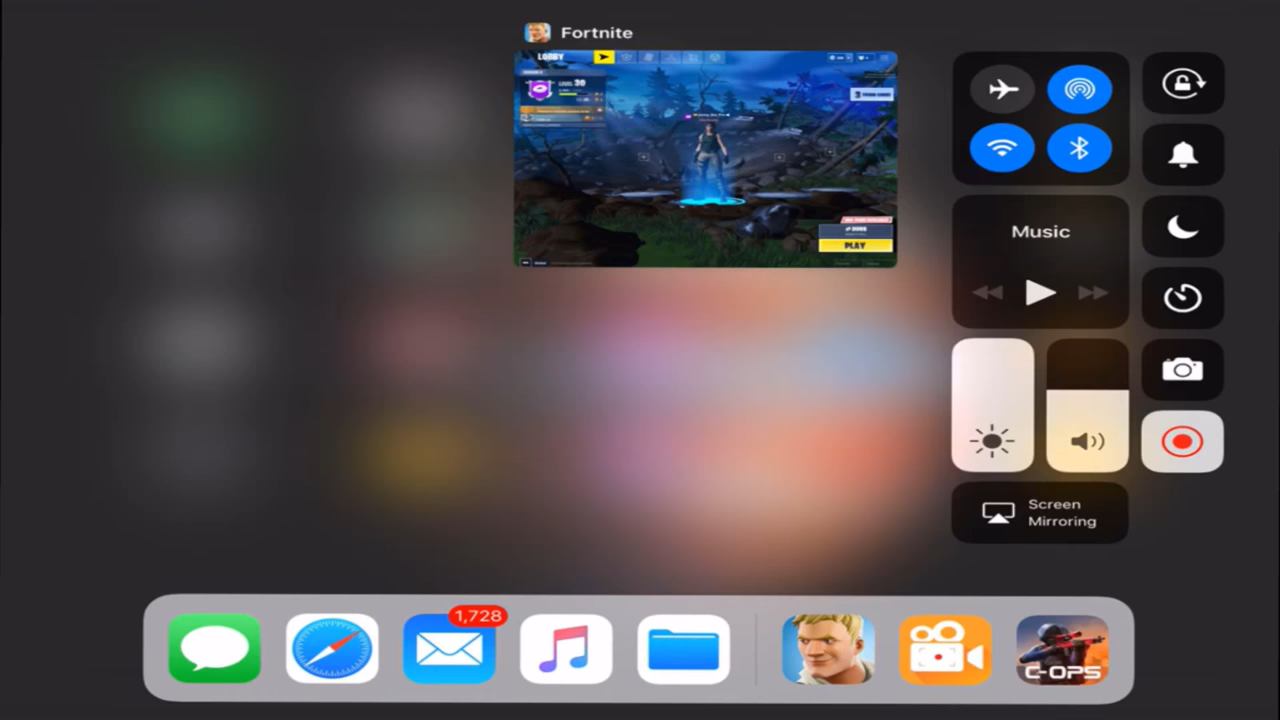 Fortnite
LOBBY
LEVEL 30
PLAY
Music
Screen
Mirroring
1,728
C-OPS